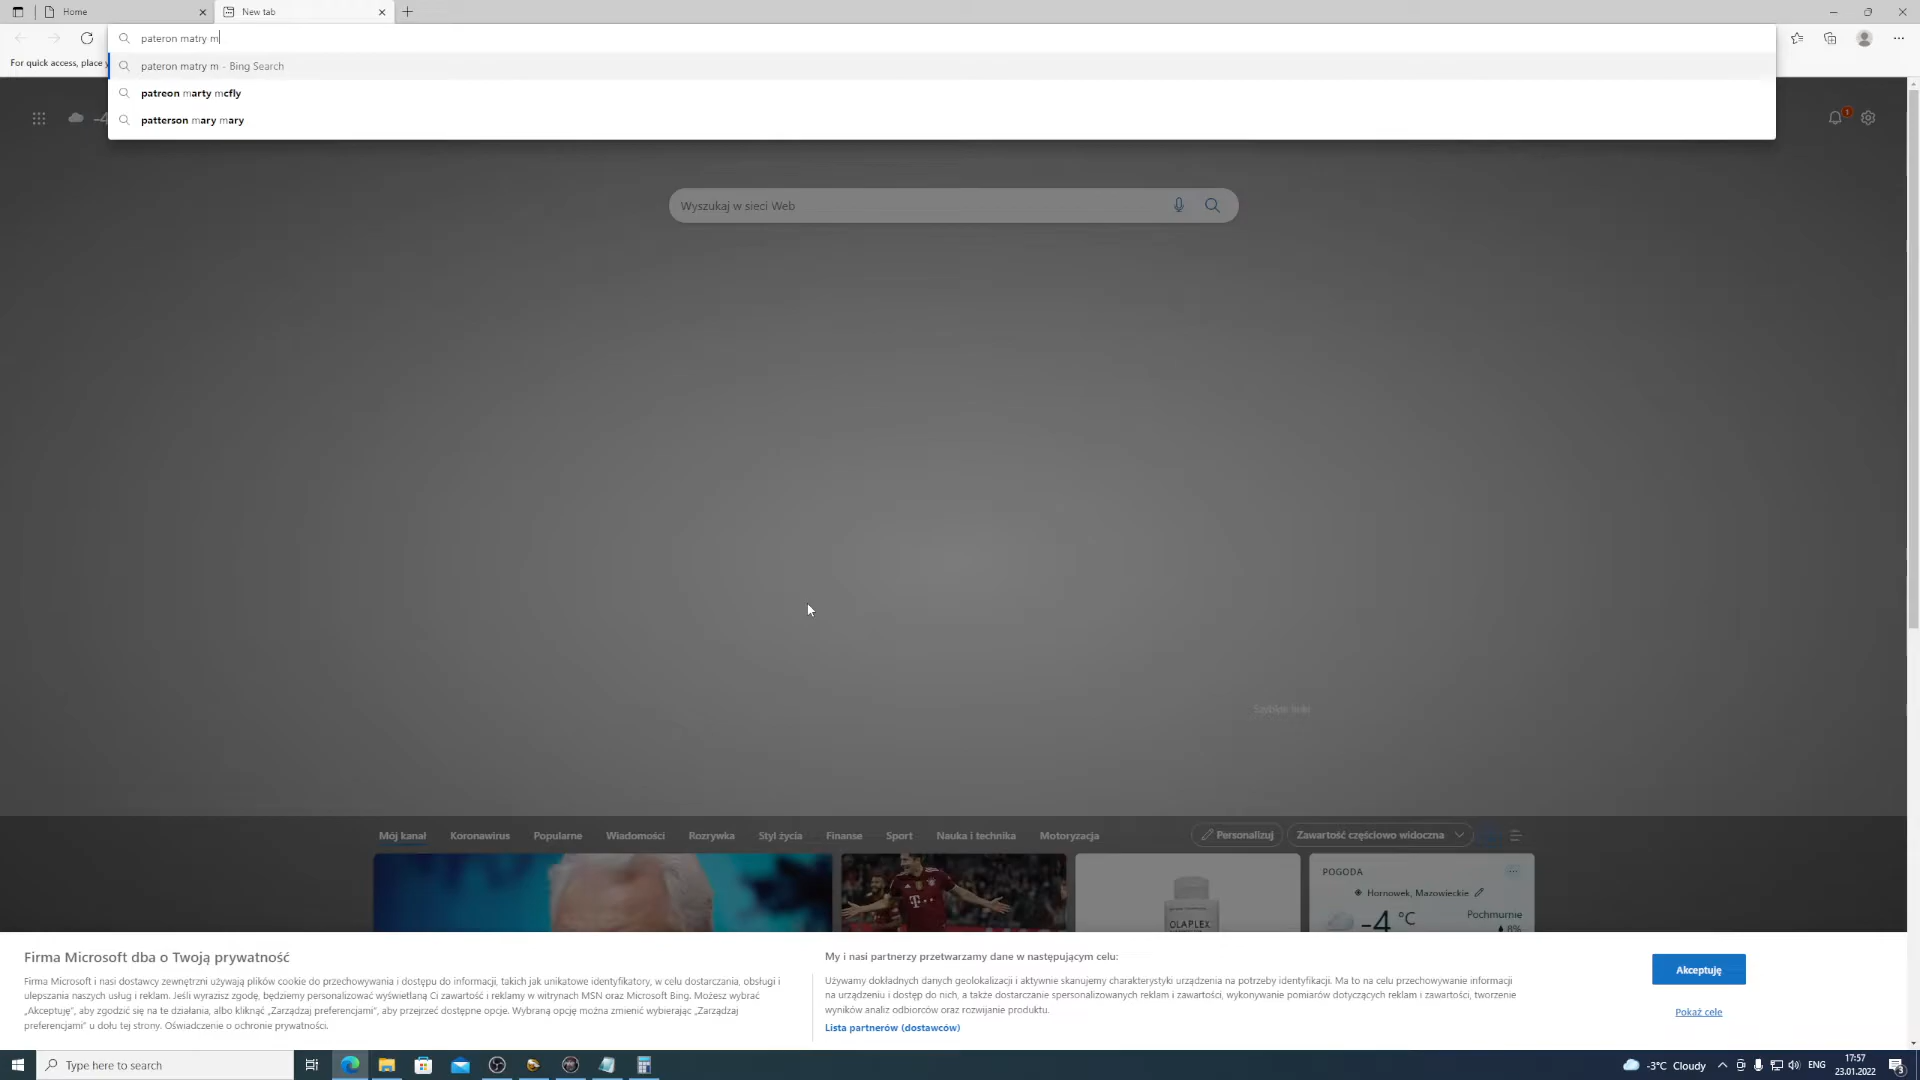 Home
New tab
pateron matry m
For quick access, place y
pateron matry m - Bing Search
patreon marty mcfly
patterson mary mary
-4
1
Wyszukaj w sieci Web
Mój kanał Koronawirus Popularne Wiadomości Rozrywka Styl życia Finanse Sport Nauka i technika Motoryzacja
Personalizuj
Zawartość częściowo widoczna
POGODA
Hornowek, Mazowieckie
OLAPLEX
-4 °C
Pochmurnie
8%
Firma Microsoft dba o Twoją prywatność
Firma Microsoft i nasi dostawcy zewnętrzni używają plików cookie do przechowywania i dostępu do informacji, takich jak unikatowe identyfikatory, w celu dostarczania, obsługi i
ulepszania naszych usług i reklam. Jeśli wyrazisz zgodę, będziemy personalizować wyświetlaną Ci zawartość i reklamy w witrynach MSN oraz Microsoft Bing. Możesz wybrać
„Akceptuję", aby zgodzić się na te działania, albo kliknąć „Zarządzaj preferencjami", aby przejrzeć dostępne opcje. Wybraną opcję można zmienić wybierając „Zarządzaj
preferencjami" u dołu tej strony. Oświadczenie o ochronie prywatności.
My i nasi partnerzy przetwarzamy dane w następującym celu:
Używamy dokładnych danych geolokalizacji i aktywnie skanujemy charakterystyki urządzenia na potrzeby identyfikacji. Ma to na celu przechowywanie informacji
na urządzeniu i dostęp do nich, a także dostarczanie spersonalizowanych reklam i zawartości, wykonywanie pomiarów dotyczących reklam i zawartości, tworzenie
wyników analiz odbiorców oraz rozwijanie produktu.
Lista partnerów (dostawców)
Akceptuję
Pokaż cele
Type here to search
-3°C Cloudy
ENG
17:57
23.01.2022
3